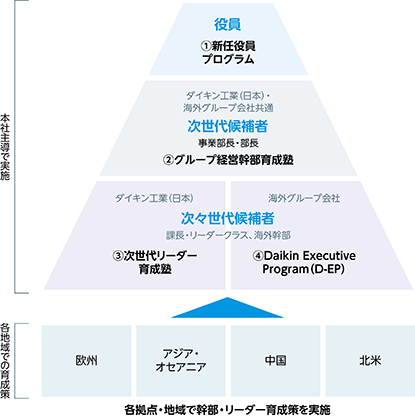 役員
①新任役員
プログラム
ダイキン工業(日本)・
海外グループ会社共通
次世代候補者
事業部長・部長
②グループ経営幹部育成塾
ダイキン工業(日本)
海外グループ会社
次々世代候補者
課長・リーダークラス、海外幹部
③次世代リーダー
育成塾
④Daikin Executive
Program(D-EP)
本社主導で実施
各地域での育成策
欧州
アジア・
オセアニア
中国
北米
各拠点・地域で幹部・リーダー育成策を実施